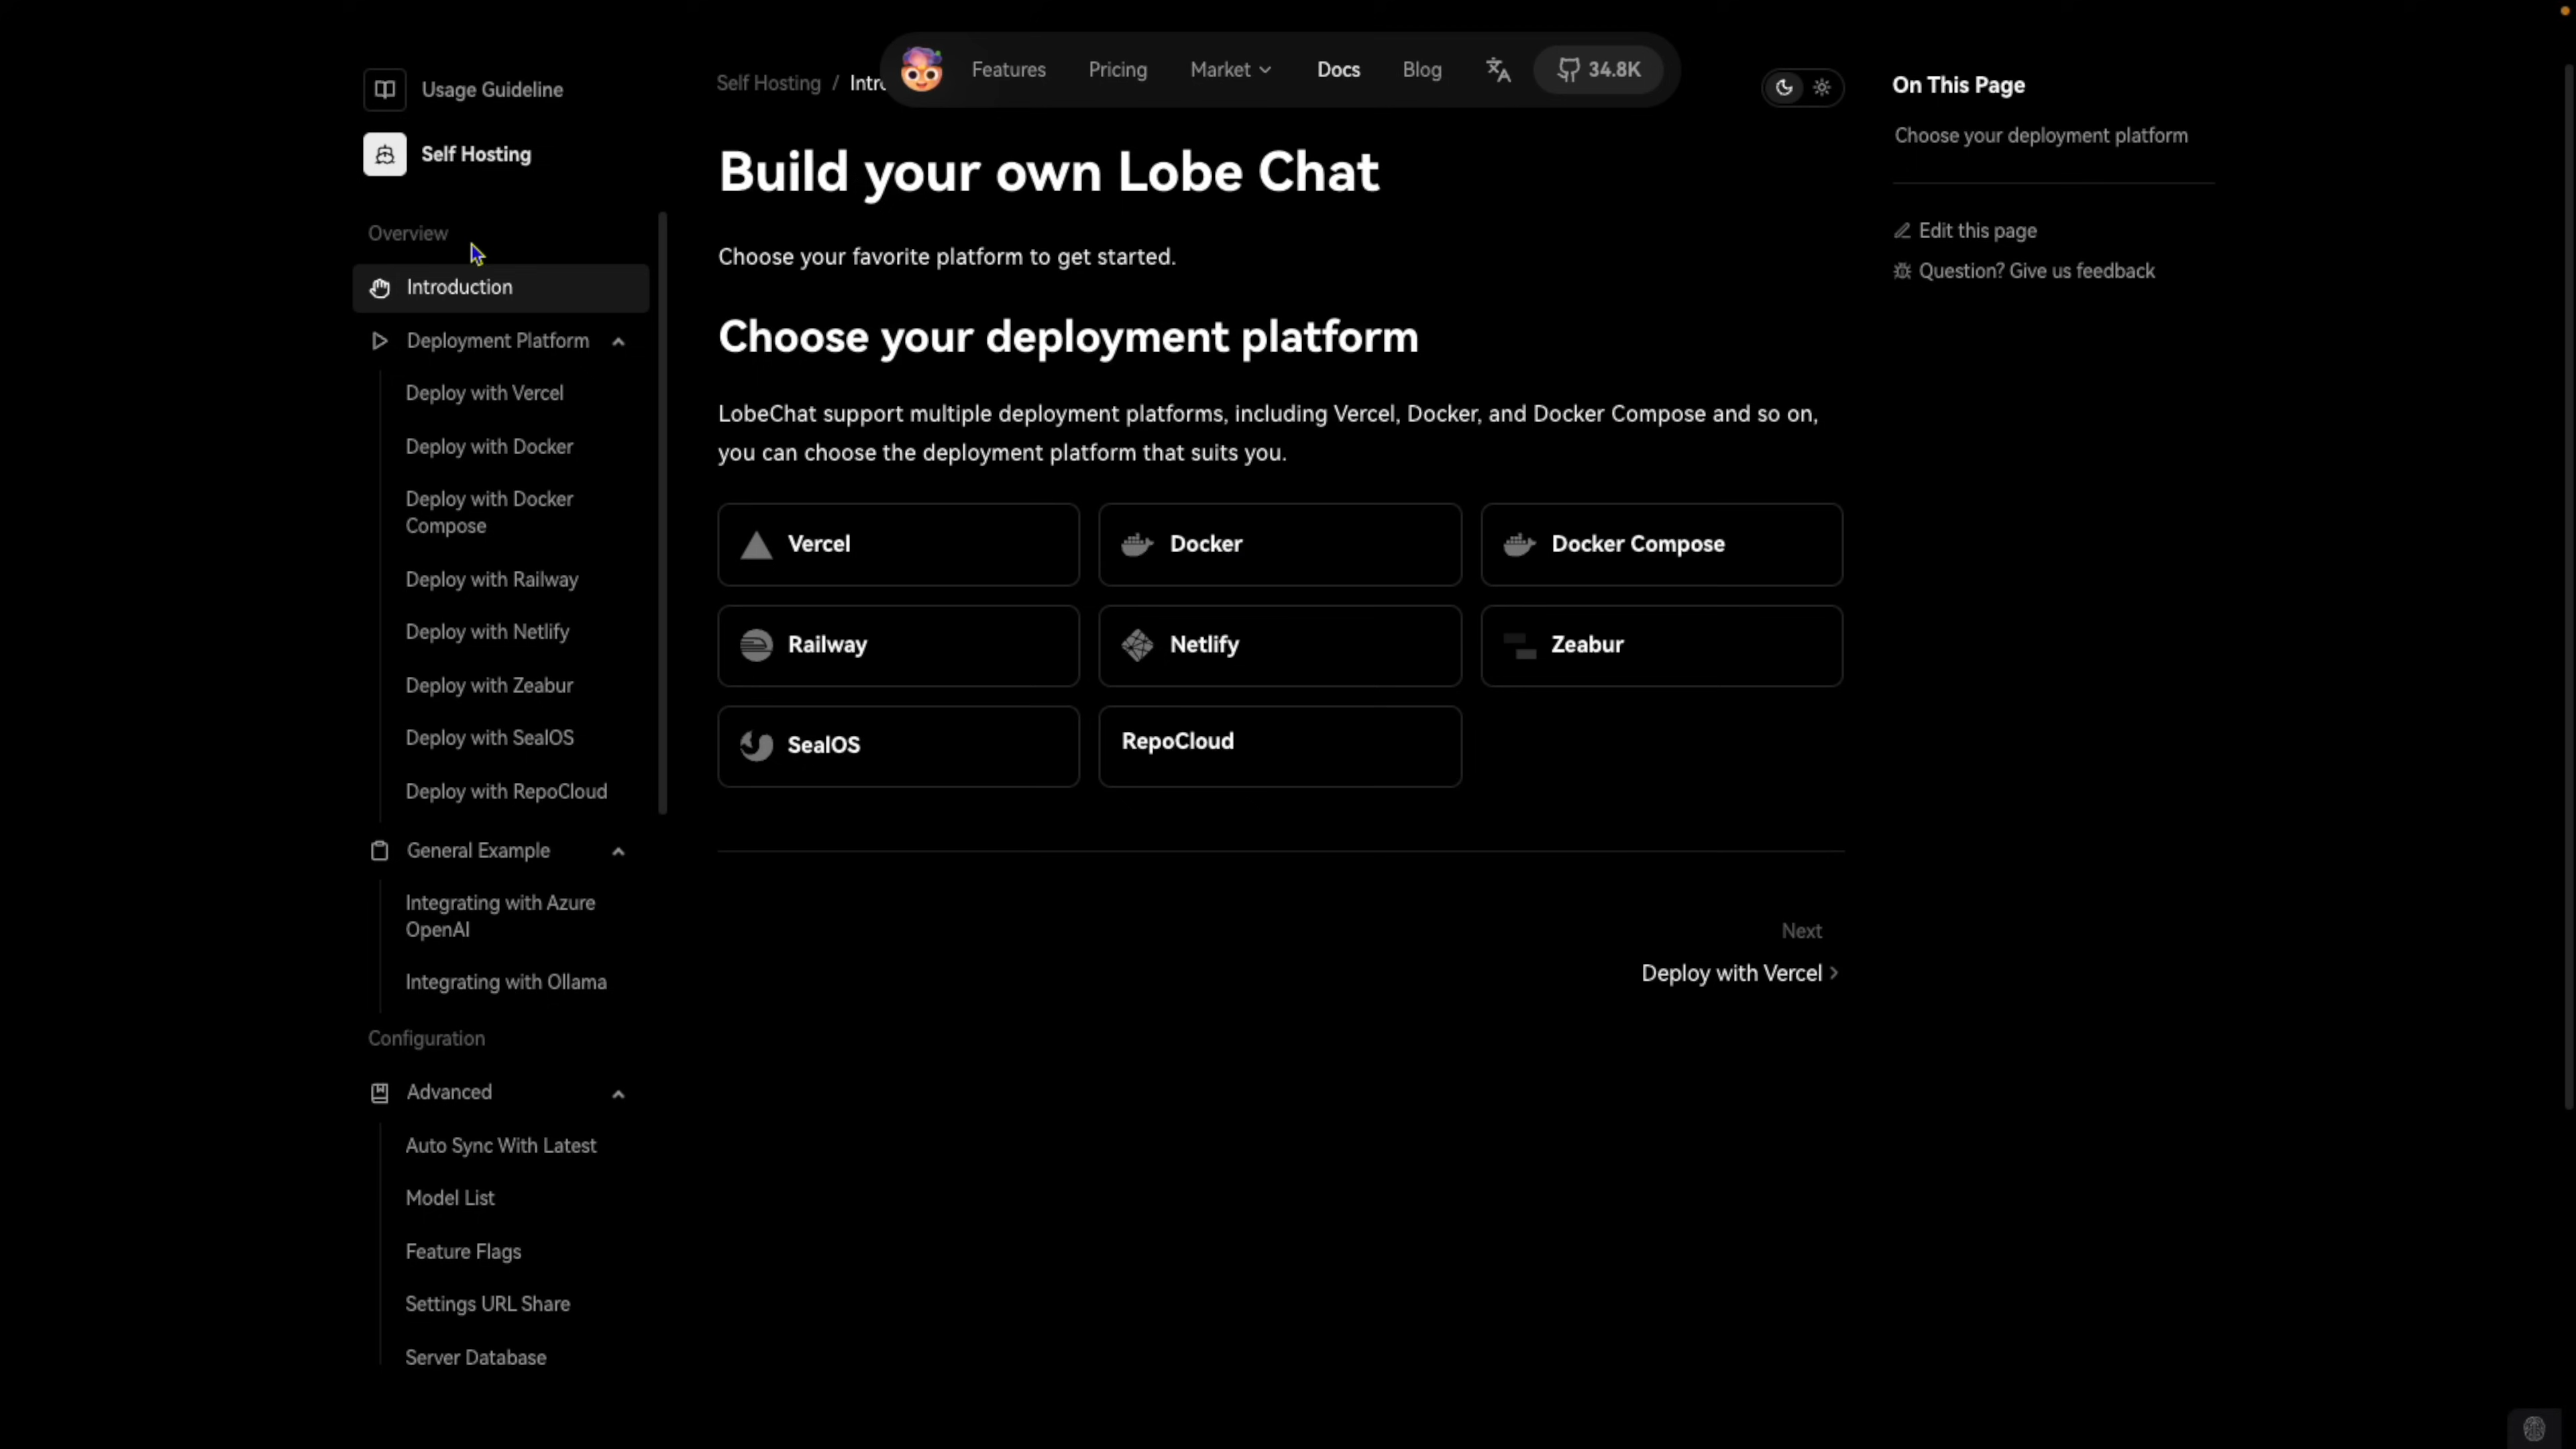 Usage Guideline
Self Hosting
Overview
Introduction
Deployment Platform
Deploy with Vercel
Deploy with Docker
Deploy with Docker
Compose
Deploy with Railway
Deploy with Netlify
Deploy with Zeabur
Deploy with SealOS
Deploy with RepoCloud
General Example
Integrating with Azure
OpenAI
Integrating with Ollama
Configuration
Advanced
Auto Sync With Latest
Model List
Feature Flags
Settings URL Share
Server Database
Features Pricing Market Docs Blog 34.8K
Self Hosting /
Build your own Lobe Chat
Choose your favorite platform to get started.
Choose your deployment platform
LobeChat support multiple deployment platforms, including Vercel, Docker, and Docker Compose and so on,
you can choose the deployment platform that suits you.
Vercel Docker Docker Compose
Railway Netlify Zeabur
SealOS RepoCloud
Next
Deploy with Vercel
On This Page
Choose your deployment platform
Edit this page
Question? Give us feedback